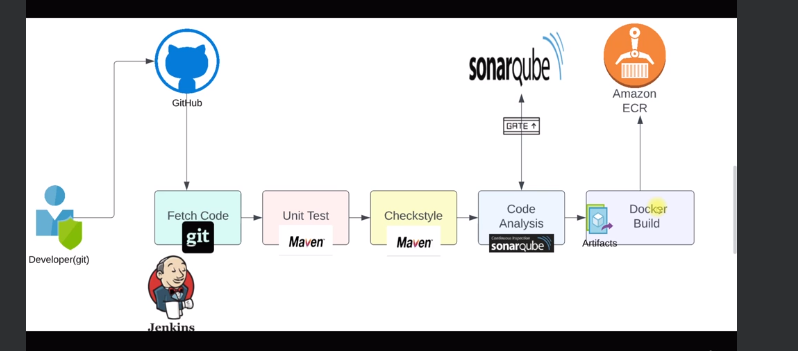 sonarqube
GitHub
Amazon
ECR
GATE ↑
Fetch Code
git
Unit Test
Maven
Checkstyle
Maven
Code
Analysis
sonarqube
Docker
Build
Artifacts
Developer(git)
Jenkins